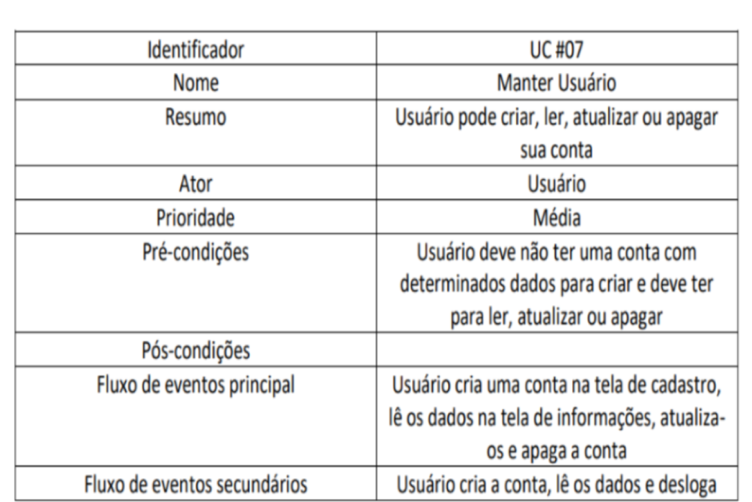 Identificador UC #07
Nome Manter Usuário
Resumo Usuário pode criar, ler, atualizar ou apagar
sua conta
Ator Usuário
Prioridade Média
Pré-condições Usuário deve não ter uma conta com
determinados dados para criar e deve ter
para ler, atualizar ou apagar
Pós-condições
Fluxo de eventos principal Usuário cria uma conta na tela de cadastro,
lê os dados na tela de informações, atualiza-
os e apaga a conta
Fluxo de eventos secundários Usuário cria a conta, lê os dados e desloga